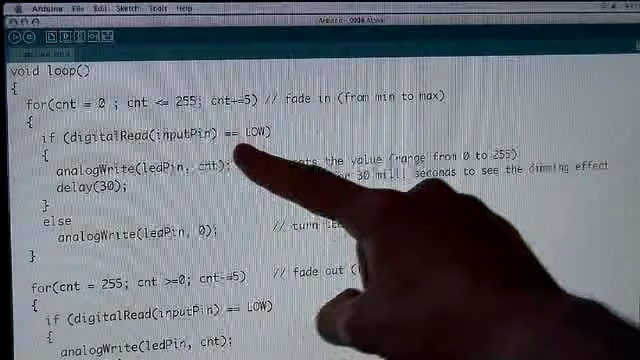 Arduino File Edit Sketch Tools Help
Arduino - 0008 Alpha
void loop()
{
for(cnt = 0 ; cnt <= 255; cnt+=5) // fade in (from min to max)
{
if (digitalRead(inputPin) == LOW)
{
analogWrite(ledPin, cnt); the value (range from 0 to 255)
delay(30); 30 milli seconds to see the dimming effect
}
else
analogWrite(ledPin, 0); // turn
}
for(cnt = 255; cnt >=0; cnt-=5) // fade out (
{
if (digitalRead(inputPin) == LOW)
{
analogWrite(ledPin, cnt);